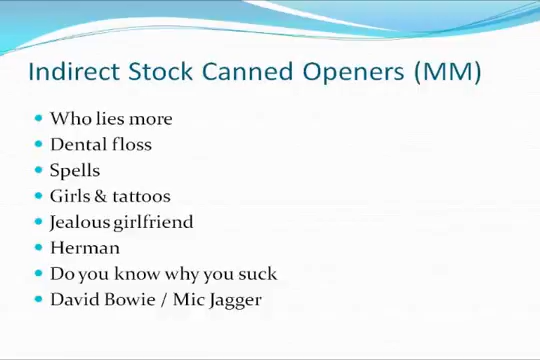 Indirect Stock Canned Openers (MM)
Who lies more
Dental floss
Spells
Girls & tattoos
Jealous girlfriend
Herman
Do you know why you suck
David Bowie / Mic Jagger